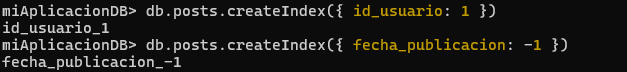 miAplicacionDB> db.posts.createIndex({ id_usuario: 1 })
id_usuario_1
miAplicacionDB> db.posts.createIndex({ fecha_publicacion: -1 })
fecha_publicacion_-1